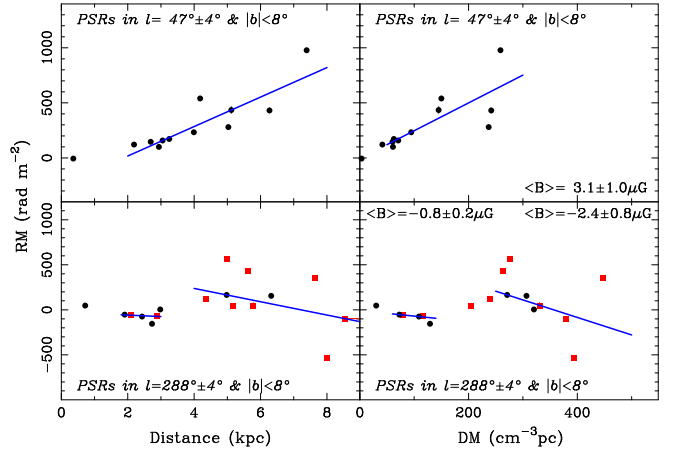 PSRs in l= 47°±4° & |b|<8°
PSRs in l= 47°±4° & |b|<8°
1000
500
0
<B>= 3.1±1.0μG
RM (rad m−2)
<B>=−0.8±0.2μG
<B>=−2.4±0.8μG
1000
500
0
−500
PSRs in l=288°±4° & |b|<8°
PSRs in l=288°±4° & |b|<8°
0 2 4 6 8 0 200 400
Distance (kpc)
DM (cm−3pc)